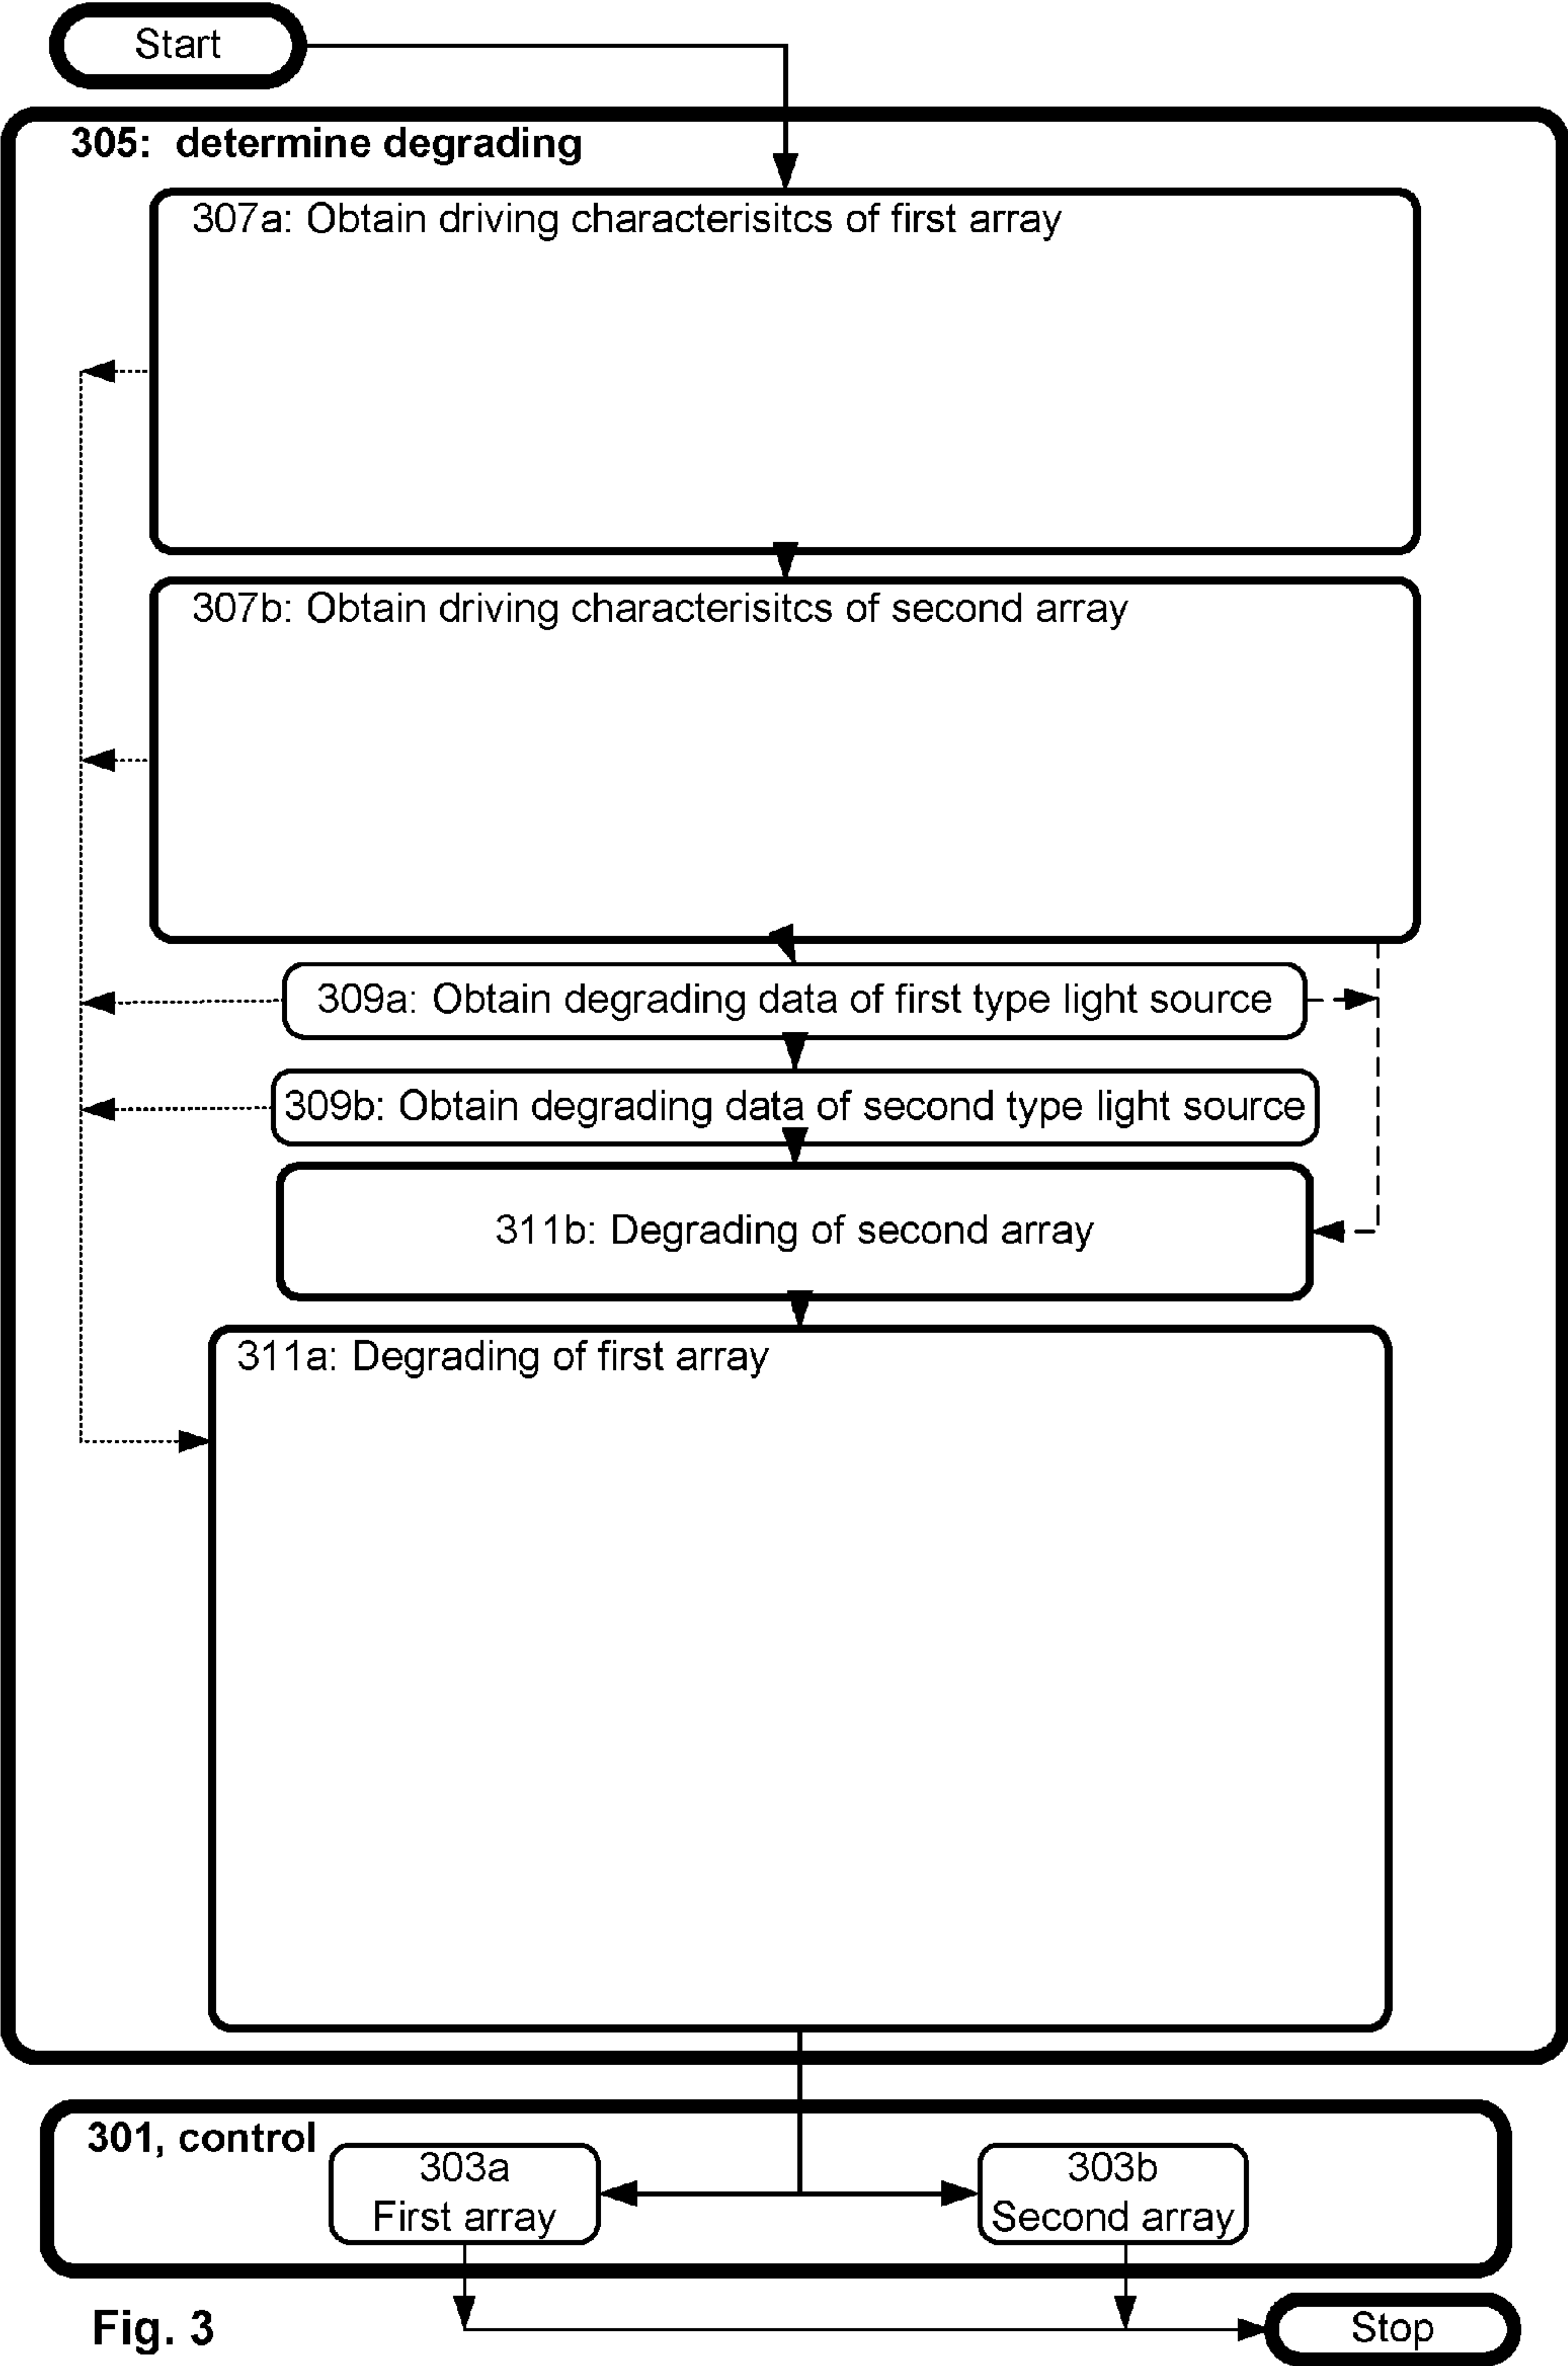 Start
305: determine degrading
307a: Obtain driving characterisitcs of first array
307b: Obtain driving characterisitcs of second array
309a: Obtain degrading data of first type light source
309b: Obtain degrading data of second type light source
311b: Degrading of second array
311a: Degrading of first array
301, control
303a
First array
303b
Second array
Fig. 3
Stop